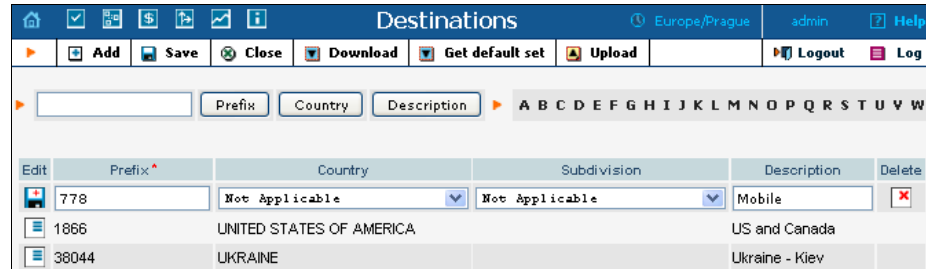 Destinations Europe/Prague admin ? Help
Add Save Close Download Get default set Upload Logout Log
Prefix Country Description A B C D E F G H I J K L M N O P Q R S T U V W
Edit Prefix* Country Subdivision Description Delete
778 Not Applicable Not Applicable Mobile
1866 UNITED STATES OF AMERICA US and Canada
38044 UKRAINE Ukraine - Kiev